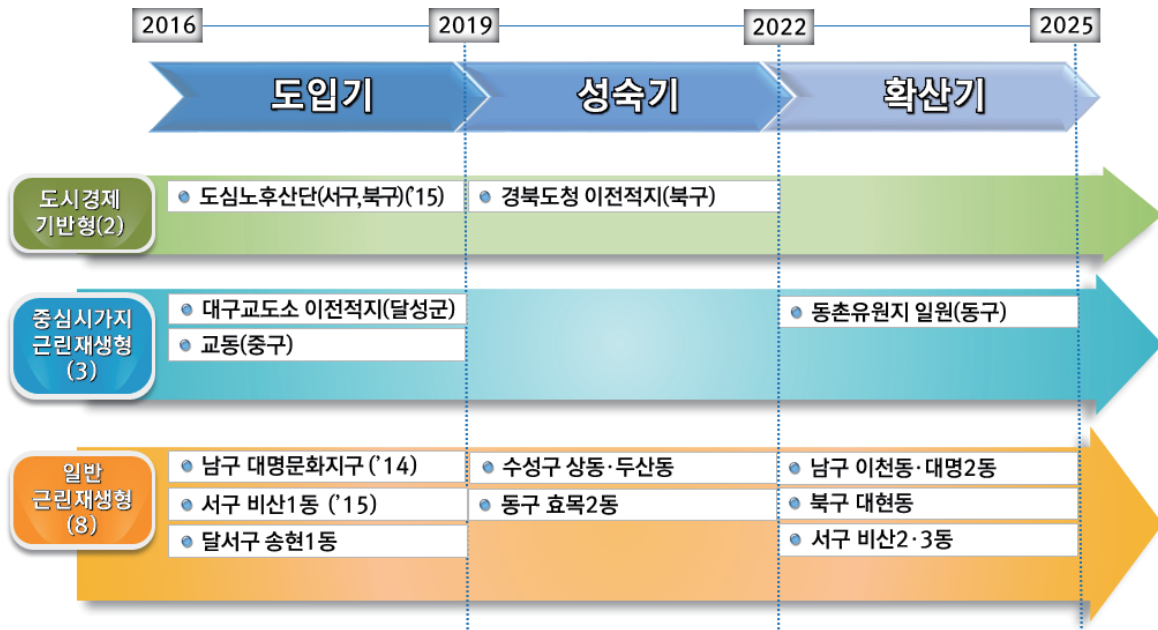 2016
2019
2022
2025
도입기
성숙기
확산기
도시경제
기반형(2)
도심노후산단(서구,북구)('15)
경북도청 이전적지(북구)
중심시가지
근린재생형
(3)
대구교도소 이전적지(달성군)
교동(중구)
동촌유원지 일원(동구)
일반
근린재생형
(8)
남구 대명문화지구 ('14)
서구 비산1동 ('15)
달서구 송현1동
수성구 상동·두산동
동구 효목2동
남구 이천동·대명2동
북구 대현동
서구 비산2·3동